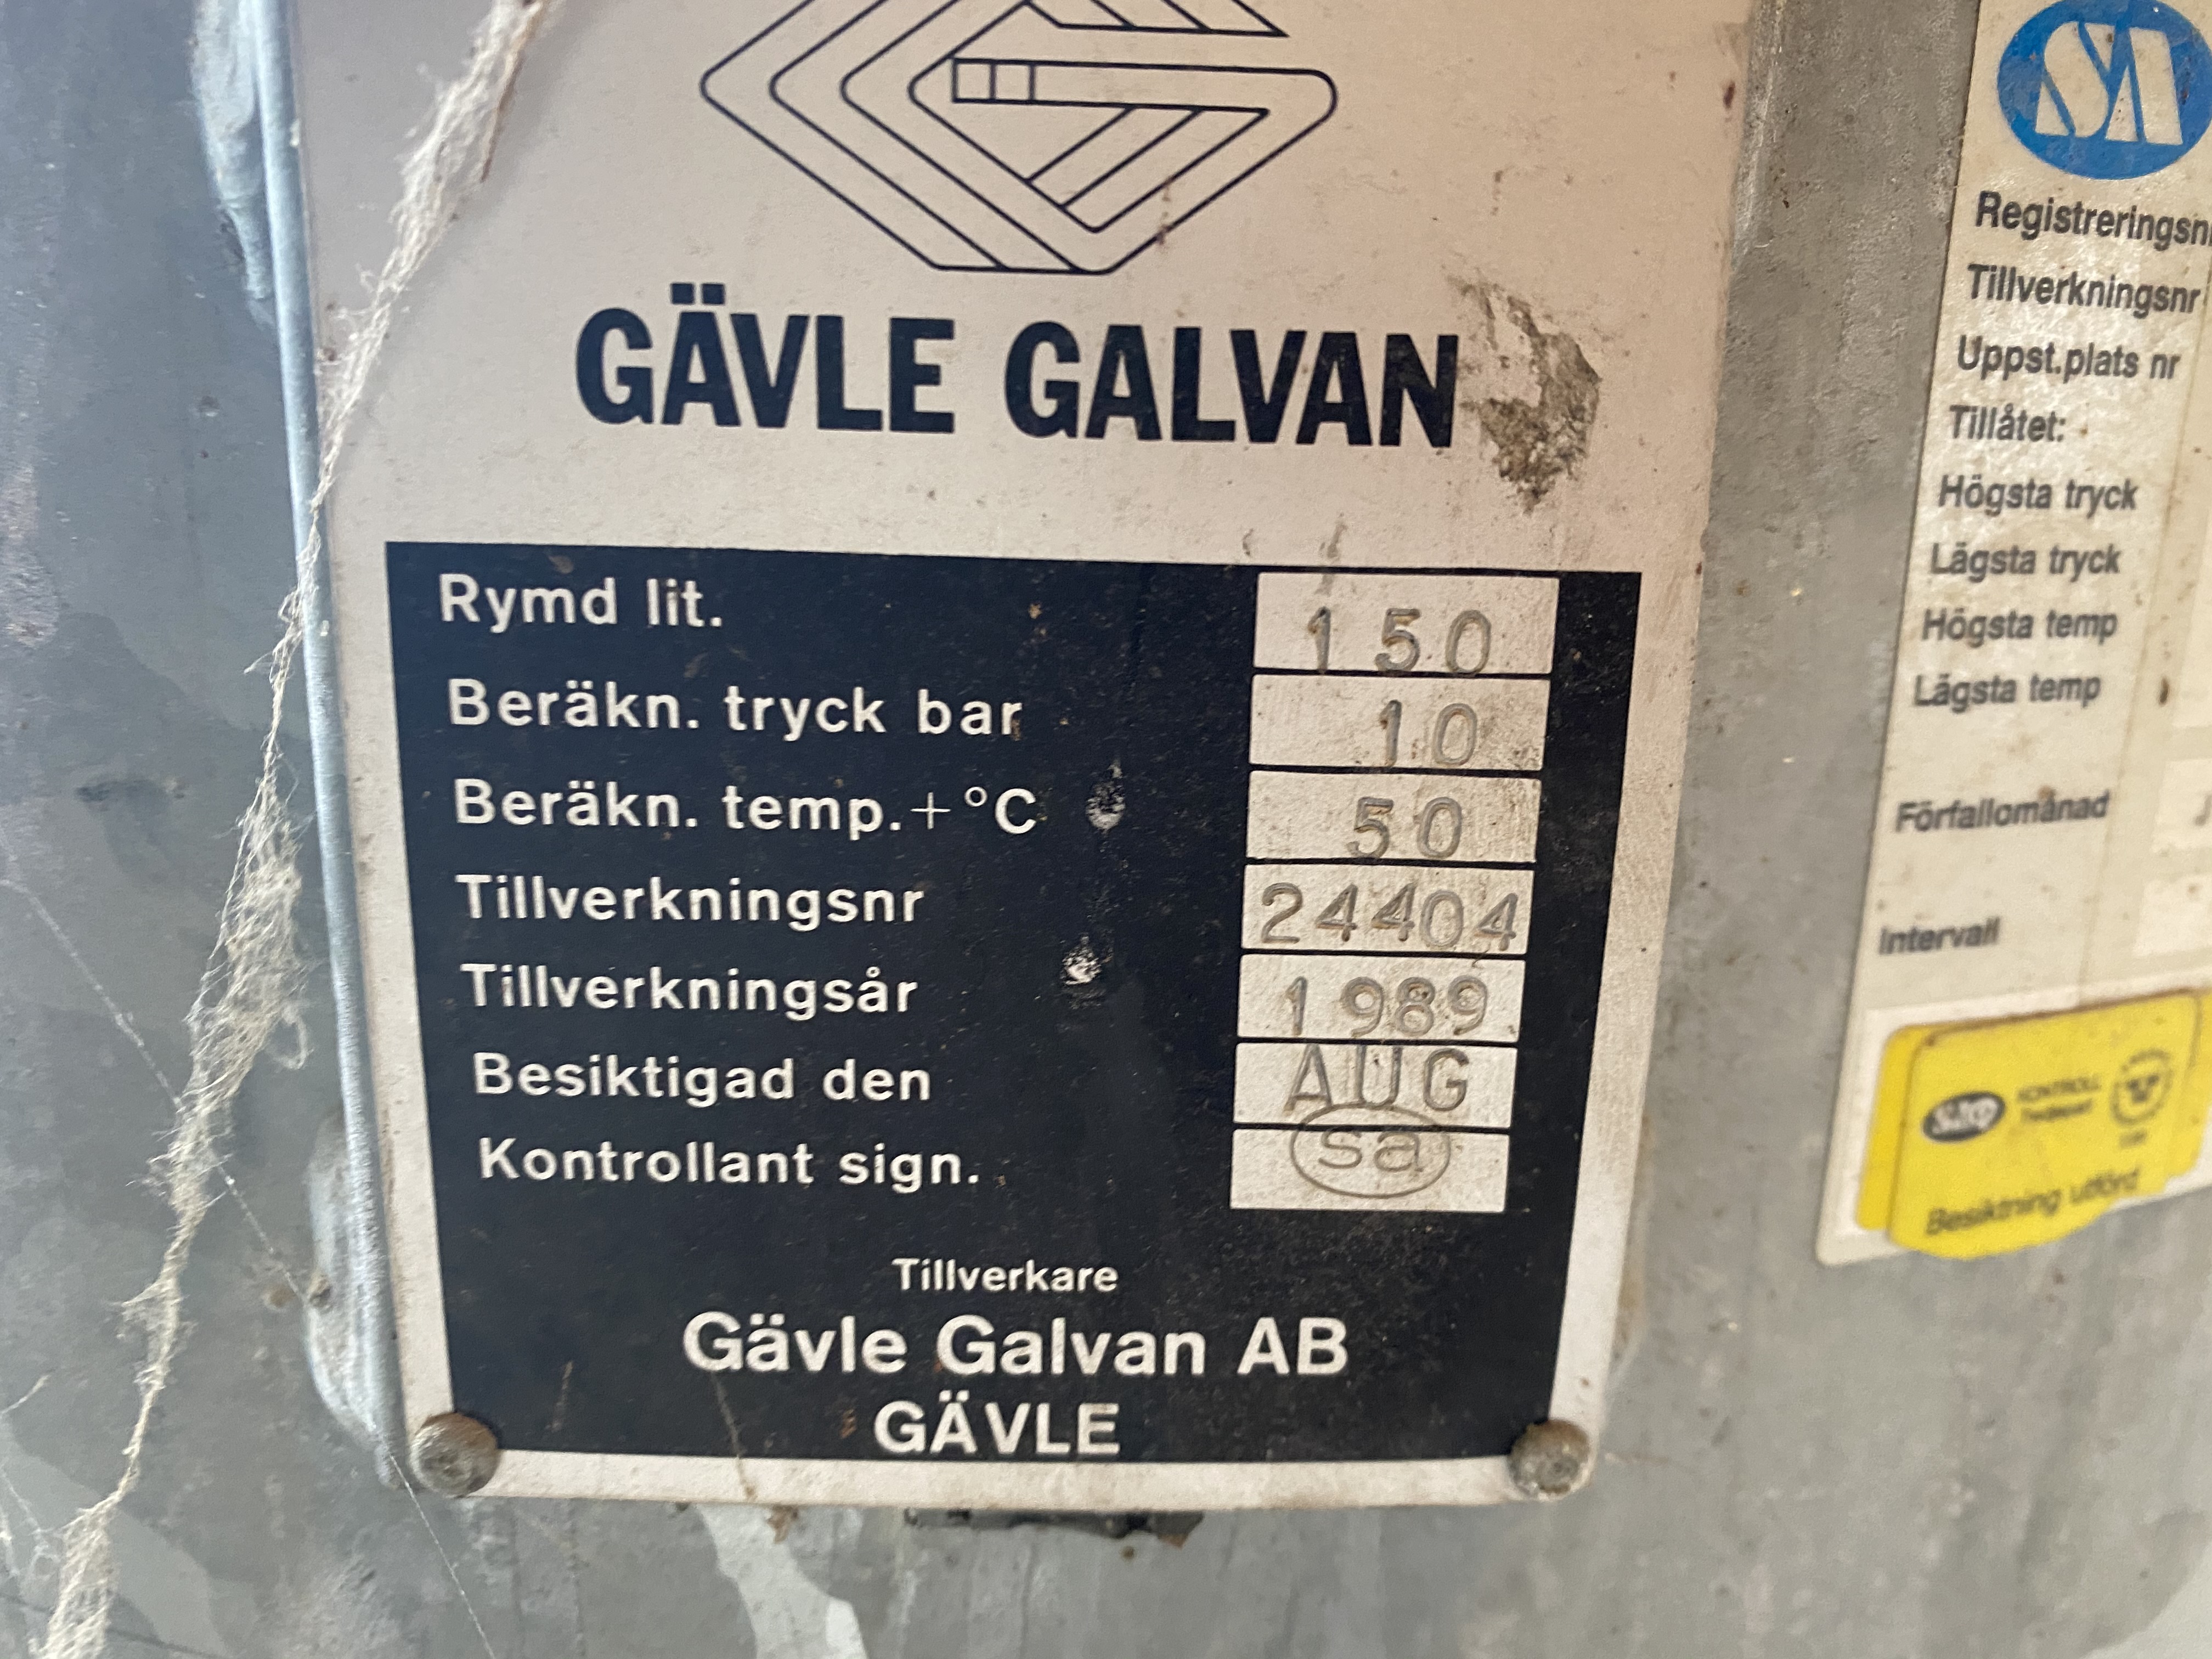 GÄVLE GALVAN
Rymd lit. 150
Beräkn. tryck bar 10
Beräkn. temp.+°C 50
Tillverkningsnr 24404
Tillverkningsår 1989
Besiktigad den AUG
Kontrollant sign. sa
Tillverkare
Gävle Galvan AB
GÄVLE
SA
Registreringsnr
Tillverkningsnr
Uppst.plats nr
Tillåtet:
Högsta tryck
Lägsta tryck
Högsta temp
Lägsta temp
Förfallomånad
Intervall
KONTROLL
Besiktning utförd